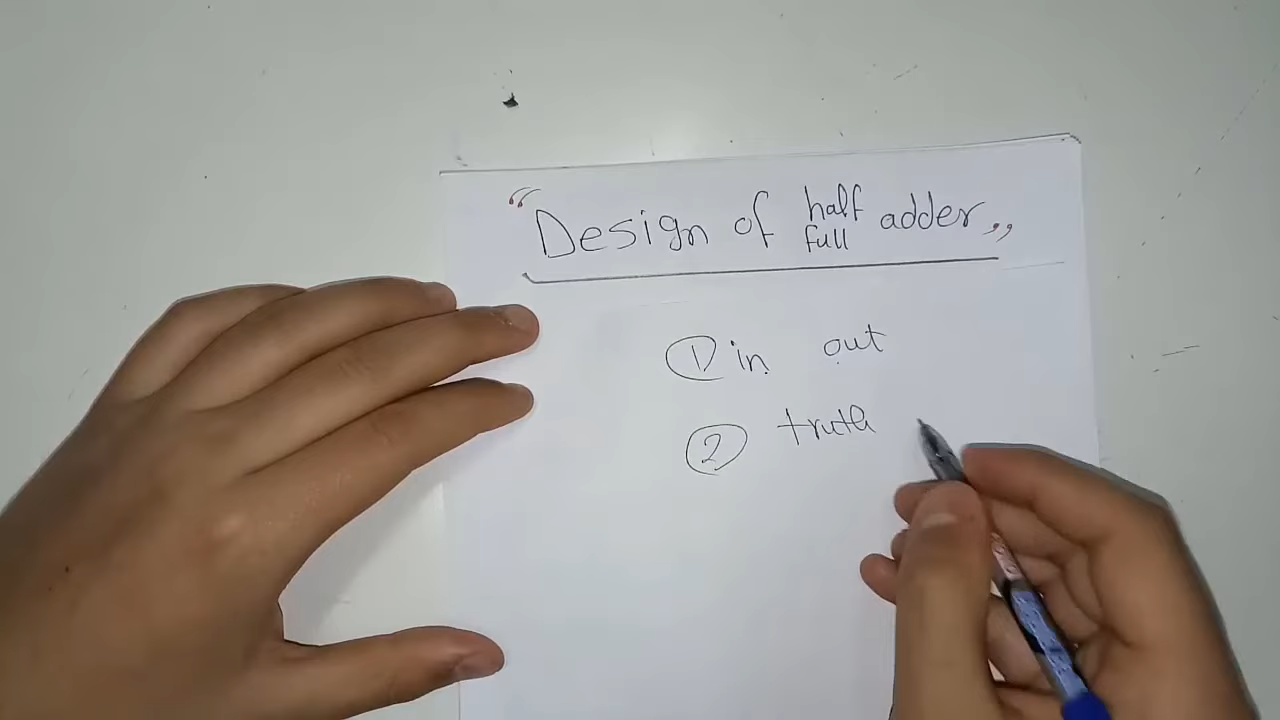 "Design of half full adder"
① in out
② truth